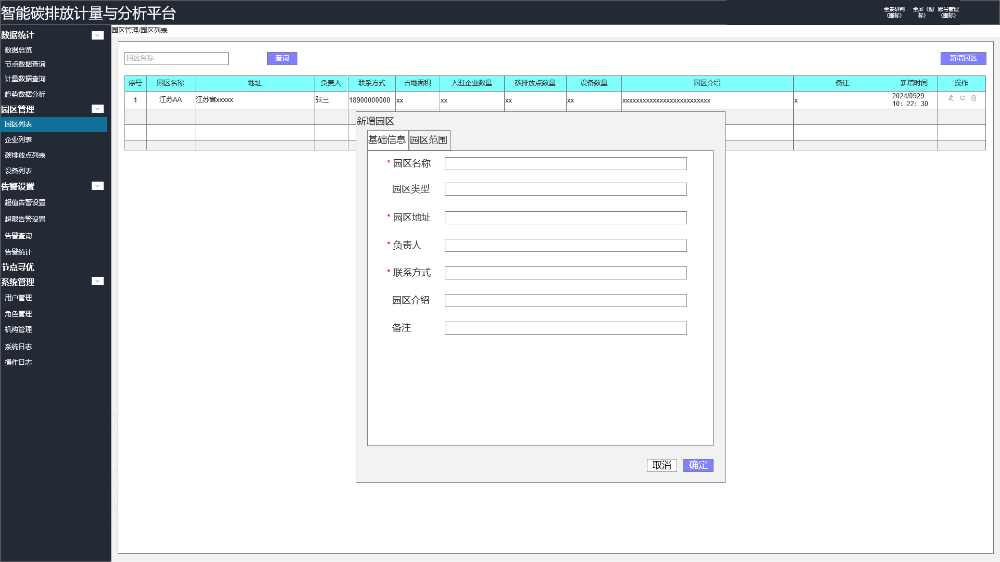 智能碳排放计量与分析平台
全景研判（图标）
全屏（图标）
账号管理（图标）
数据统计
数据总览
节点数据查询
计量数据查询
趋势数据分析
园区管理
园区列表
企业列表
碳排放点列表
设备列表
告警设置
超值告警设置
超限告警设置
告警查询
告警统计
节点寻优
系统管理
用户管理
角色管理
机构管理
系统日志
操作日志
园区管理/园区列表
园区名称 查询 新增园区
序号 园区名称 地址 负责人 联系方式 占地面积 入驻企业数量 碳排放点数量 设备数量 园区介绍 备注 新增时间 操作
1 江苏AA 江苏省xxxxx 张三 18900000000 xx xx xx xx xxxxxxxxxxxxxxxxxxxxxxxxxx x 2024/0929
10：22：30
新增园区
基础信息 园区范围
* 园区名称
园区类型
* 园区地址
* 负责人
* 联系方式
园区介绍
备注
取消 确定